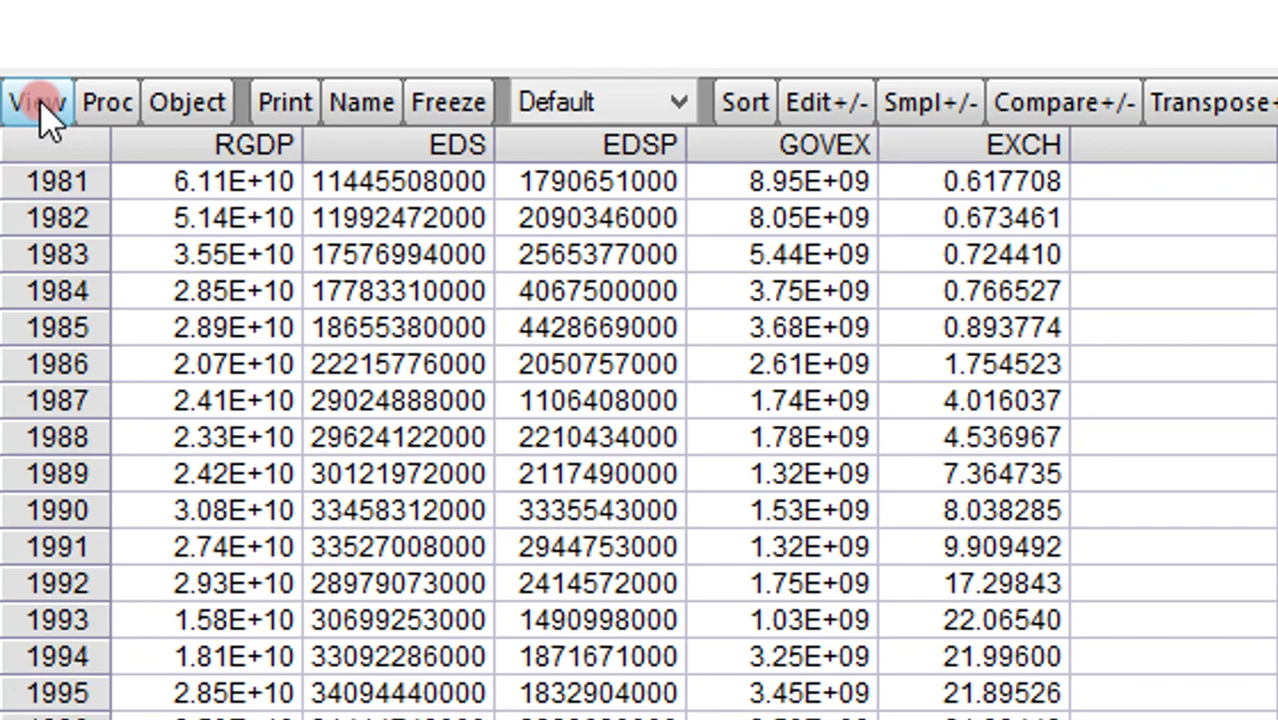 View Proc Object Print Name Freeze Default Sort Edit+/- Smpl+/- Compare+/- Transpose+
RGDP EDS EDSP GOVEX EXCH
1981 6.11E+10 11445508000 1790651000 8.95E+09 0.617708
1982 5.14E+10 11992472000 2090346000 8.05E+09 0.673461
1983 3.55E+10 17576994000 2565377000 5.44E+09 0.724410
1984 2.85E+10 17783310000 4067500000 3.75E+09 0.766527
1985 2.89E+10 18655380000 4428669000 3.68E+09 0.893774
1986 2.07E+10 22215776000 2050757000 2.61E+09 1.754523
1987 2.41E+10 29024888000 1106408000 1.74E+09 4.016037
1988 2.33E+10 29624122000 2210434000 1.78E+09 4.536967
1989 2.42E+10 30121972000 2117490000 1.32E+09 7.364735
1990 3.08E+10 33458312000 3335543000 1.53E+09 8.038285
1991 2.74E+10 33527008000 2944753000 1.32E+09 9.909492
1992 2.93E+10 28979073000 2414572000 1.75E+09 17.29843
1993 1.58E+10 30699253000 1490998000 1.03E+09 22.06540
1994 1.81E+10 33092286000 1871671000 3.25E+09 21.99600
1995 2.85E+10 34094440000 1832904000 3.45E+09 21.89526